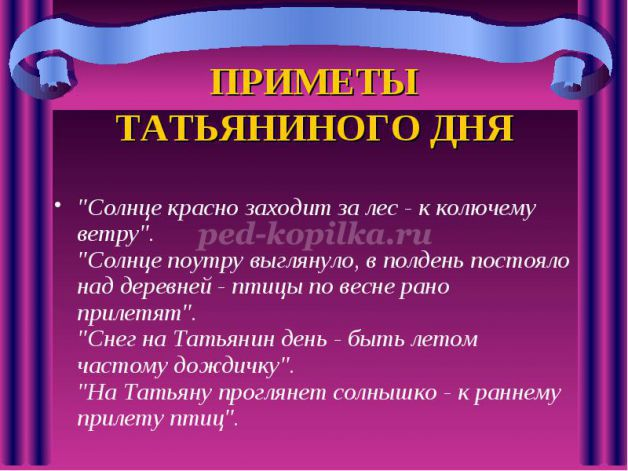 ПРИМЕТЫ
ТАТЬЯНИНОГО ДНЯ
• "Солнце красно заходит за лес - к колючему
ветру".
ped-kopilka.ru
"Солнце поутру выглянуло, в полдень постояло
над деревней - птицы по весне рано
прилетят".
"Снег на Татьянин день - быть летом
частому дождичку".
"На Татьяну проглянет солнышко - к раннему
прилету птиц".